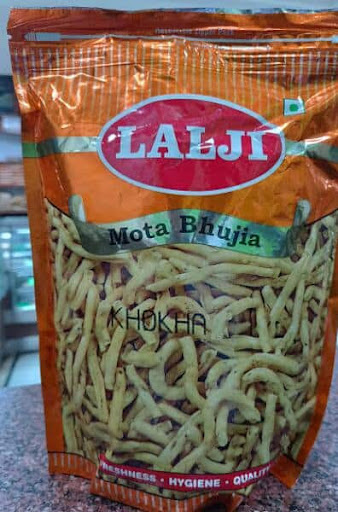 LALJI
Mota Bhujia
KHOKHA
FRESHNESS • HYGIENE • QUALITY